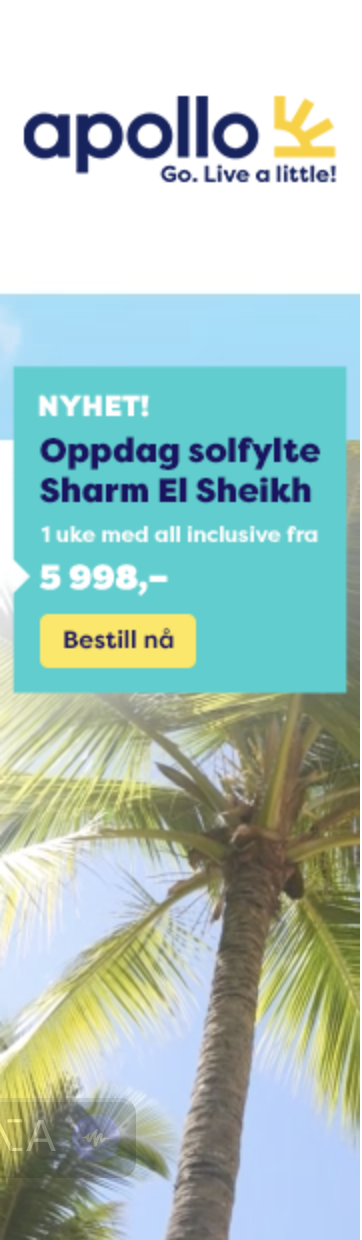 apollo
Go. Live a little!
NYHET!
Oppdag solfylte
Sharm El Sheikh
1 uke med all inclusive fra
5 998,–
Bestill nå